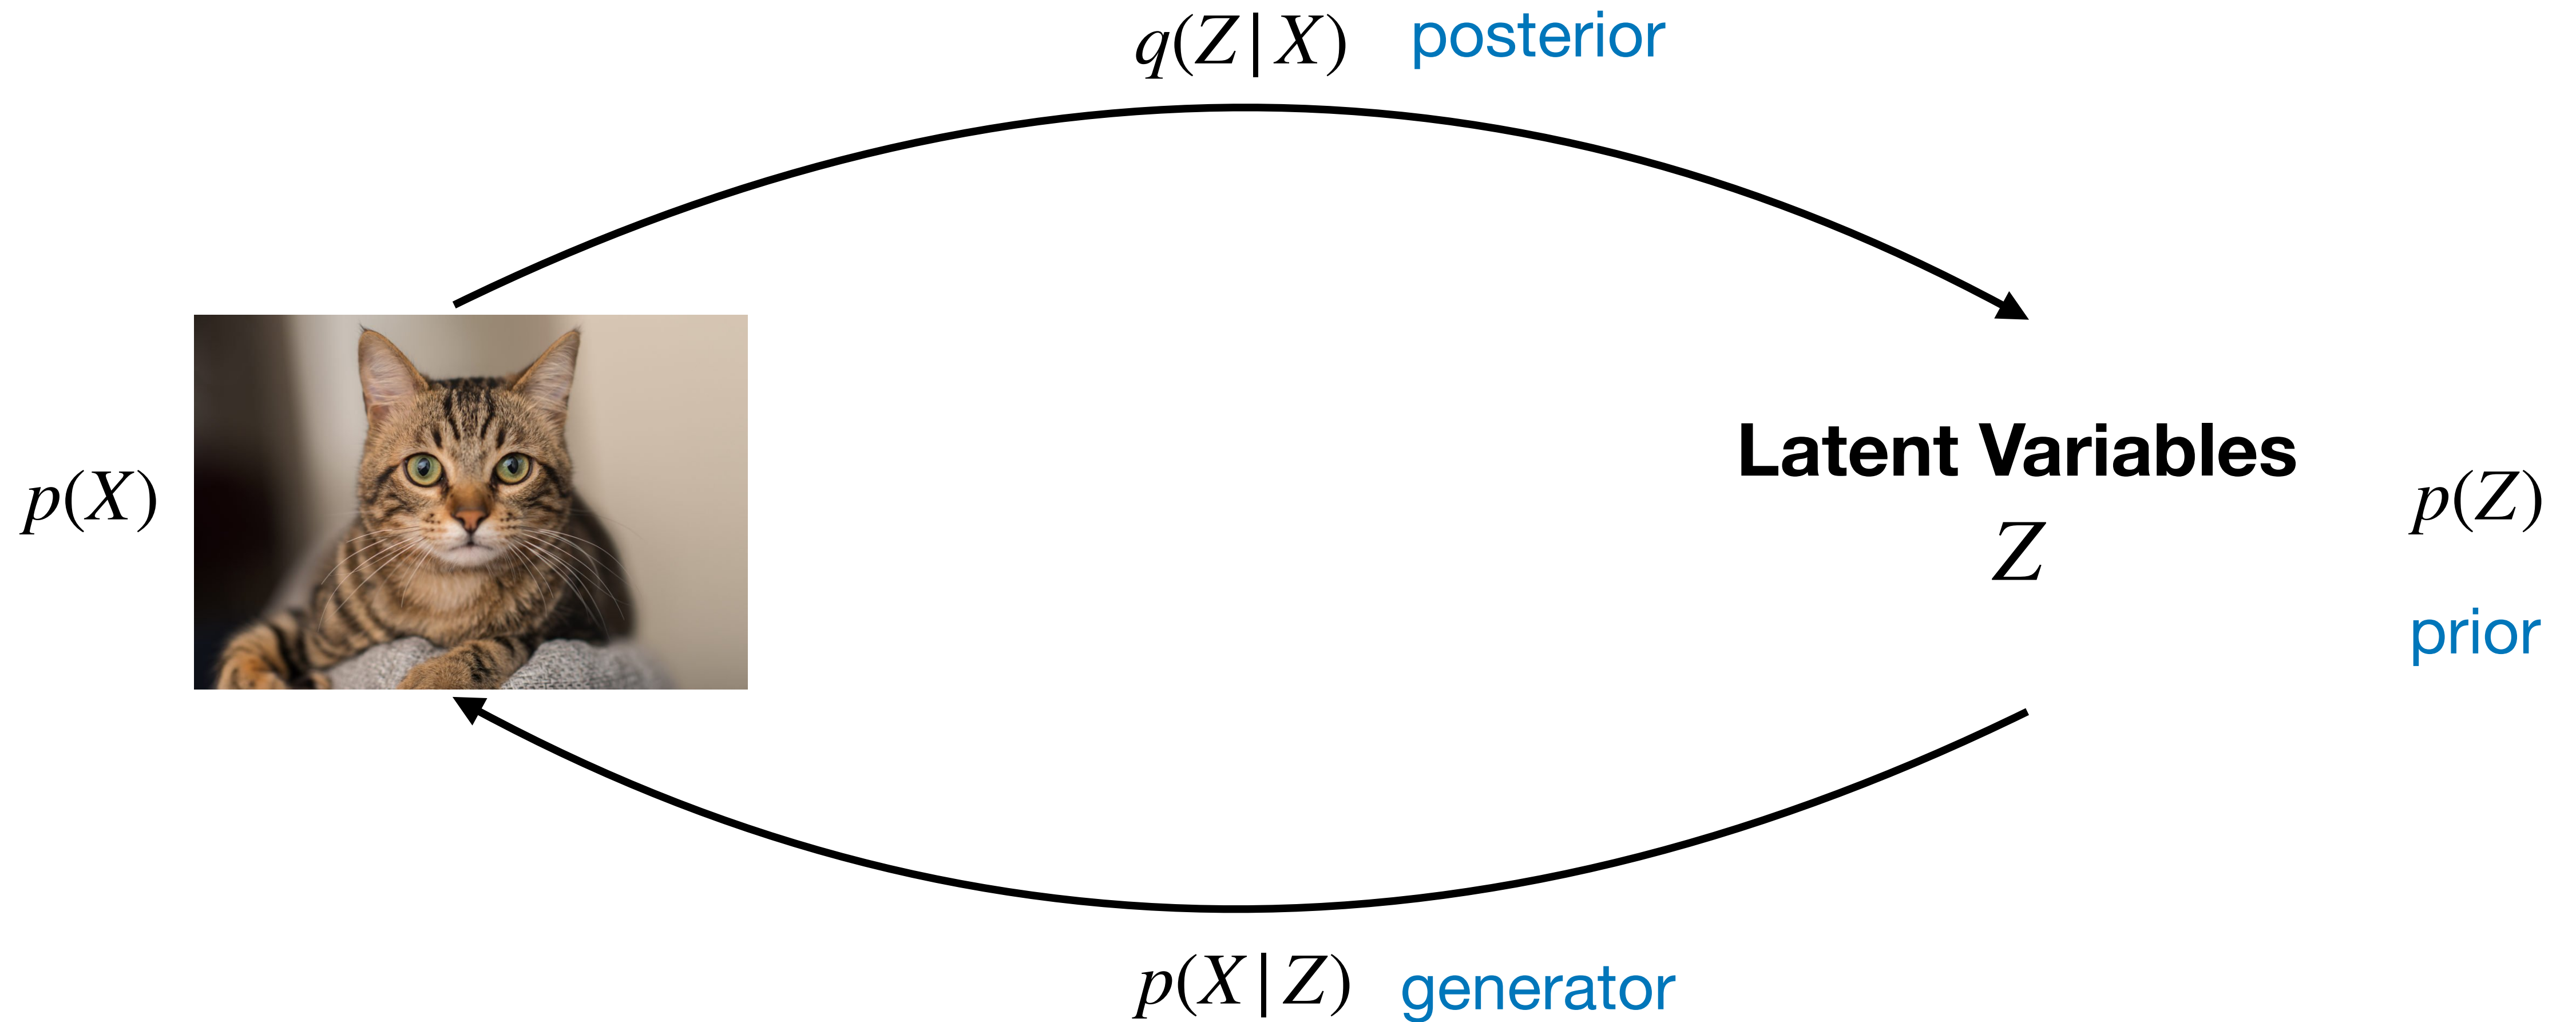 q(Z|X) posterior
p(X)
Latent Variables
Z
p(Z)
prior
p(X|Z) generator